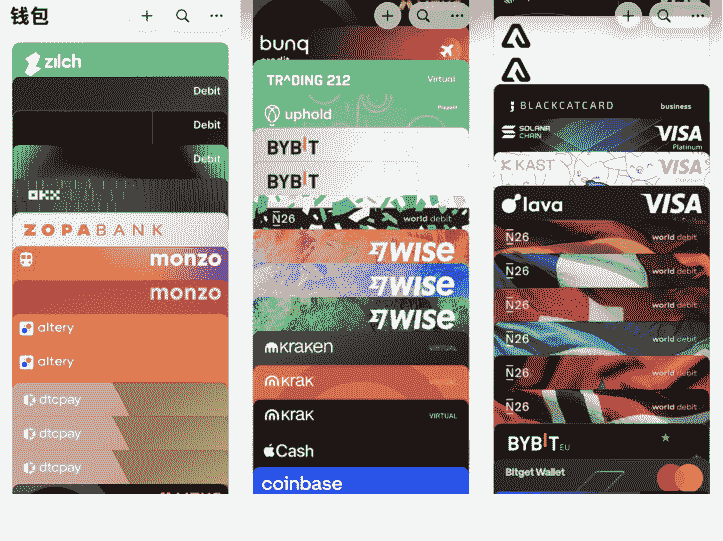 钱包
zilch
Debit
Debit
Debit
OKX
ZOPABANK
monzo
monzo
altery
altery
dtcpay
dtcpay
dtcpay
bunq
credit
TRADING 212 Virtual
uphold
BYBIT
BYBIT
N26 world debit
WISE
WISE
WISE
kraken VIRTUAL
krak
krak VIRTUAL
Cash
coinbase
BLACKCATCARD business
SOLANA CHAIN VISA
Platinum
KAST VISA
lava VISA
N26 world debit
N26 world debit
N26 world debit
N26 world debit
N26 world debit
N26 world debit
BYBIT EU
Bitget Wallet